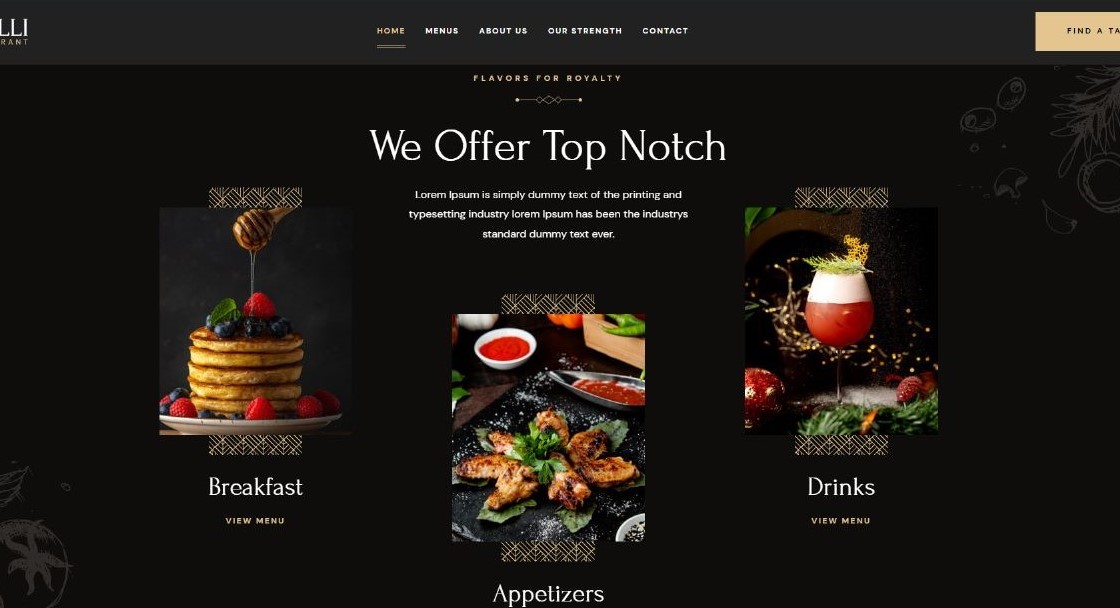 LLI
RANT
HOME MENUS ABOUT US OUR STRENGTH CONTACT
FIND A TA
FLAVORS FOR ROYALTY
We Offer Top Notch
Lorem Ipsum is simply dummy text of the printing and
typesetting industry lorem Ipsum has been the industrys
standard dummy text ever.
Breakfast
VIEW MENU
Appetizers
Drinks
VIEW MENU